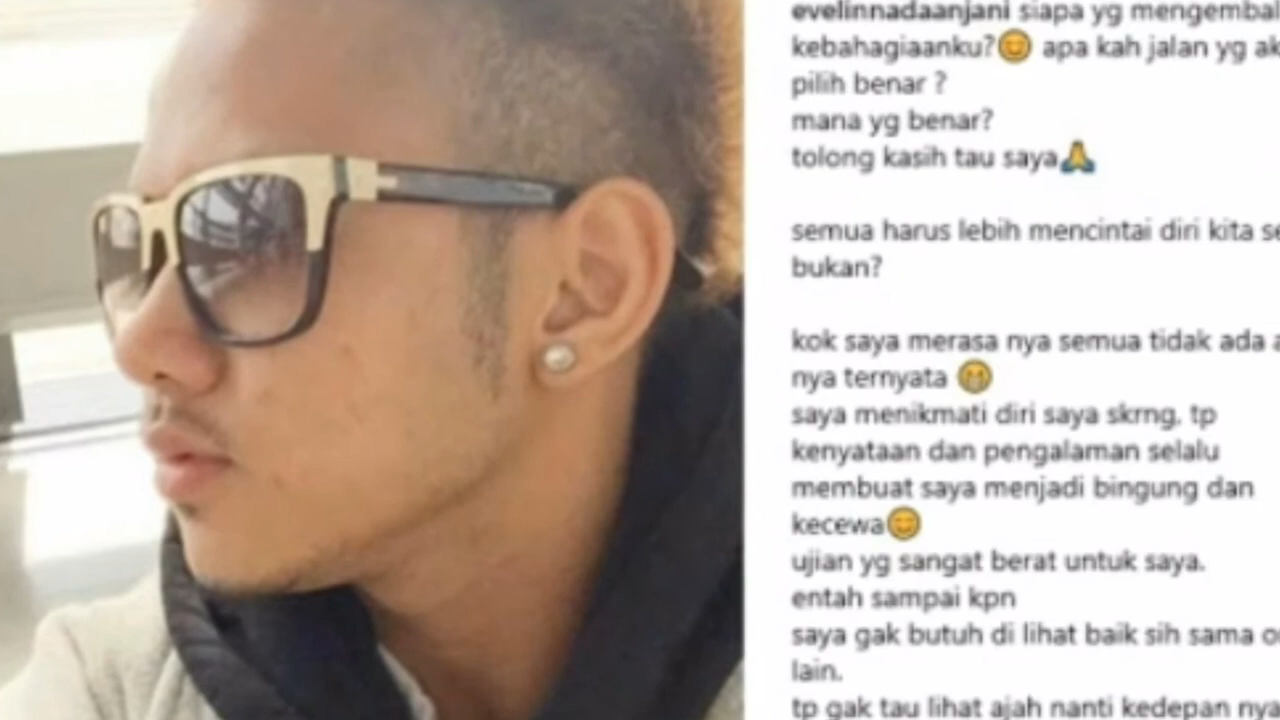 evelinnadaanjani siapa yg mengembal
kebahagiaanku?😊 apa kah jalan yg ak
pilih benar ?
mana yg benar?
tolong kasih tau saya🙏
semua harus lebih mencintai diri kita se
bukan?
kok saya merasa nya semua tidak ada a
nya ternyata 😁
saya menikmati diri saya skrng, tp
kenyataan dan pengalaman selalu
membuat saya menjadi bingung dan
kecewa😊
ujian yg sangat berat untuk saya.
entah sampai kpn
saya gak butuh di lihat baik sih sama o
lain.
tp gak tau lihat ajah nanti kedepan nya